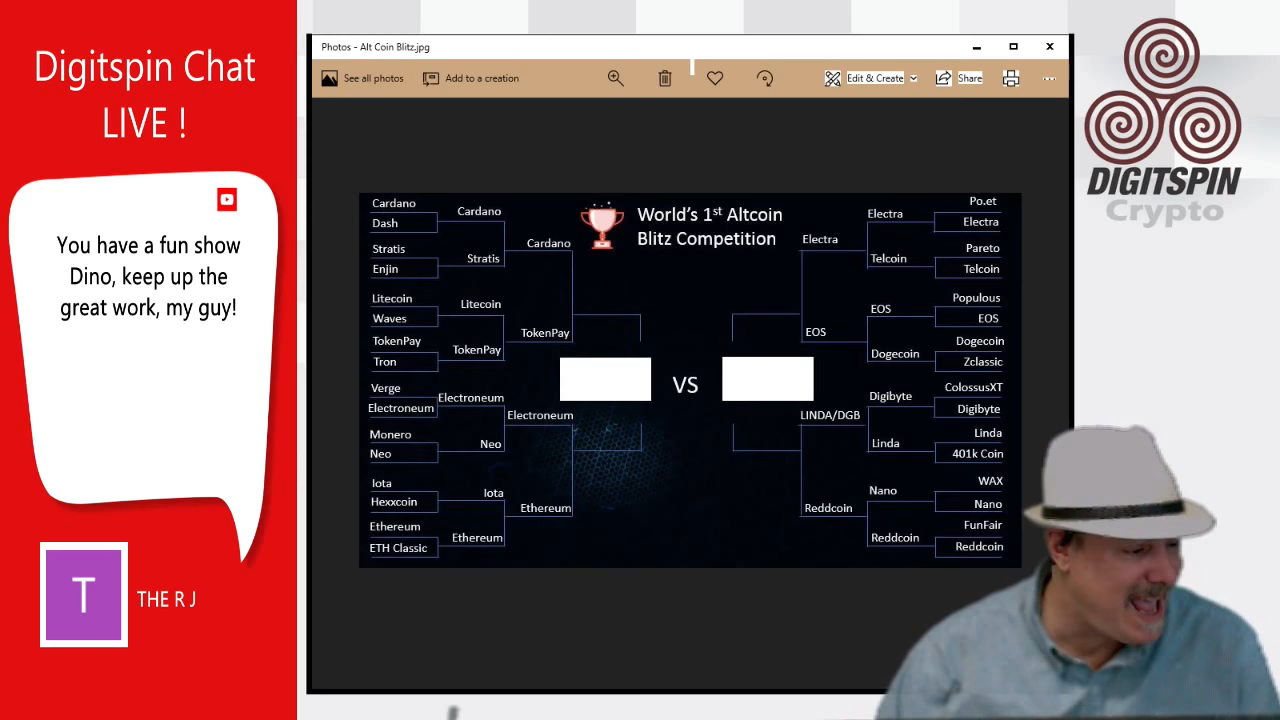 Digitspin Chat
LIVE !
You have a fun show
Dino, keep up the
great work, my guy!
T
THE R J
Photos - Alt Coin Blitz.jpg
See all photos
Add to a creation
Edit & Create
Share
World's 1st Altcoin
Blitz Competition
Cardano
Dash
Stratis
Enjin
Litecoin
Waves
TokenPay
Tron
Verge
Electroneum
Monero
Neo
Iota
Hexxcoin
Ethereum
ETH Classic
Cardano
Stratis
Litecoin
TokenPay
Electroneum
Neo
Iota
Ethereum
Cardano
TokenPay
Electroneum
Ethereum
VS
Electra
EOS
LINDA/DGB
Reddcoin
Electra
Telcoin
EOS
Dogecoin
Digibyte
Linda
Nano
Reddcoin
Po.et
Electra
Pareto
Telcoin
Populous
EOS
Dogecoin
Zclassic
ColossusXT
Digibyte
Linda
401k Coin
WAX
Nano
FunFair
Reddcoin
DIGITSPIN
Crypto